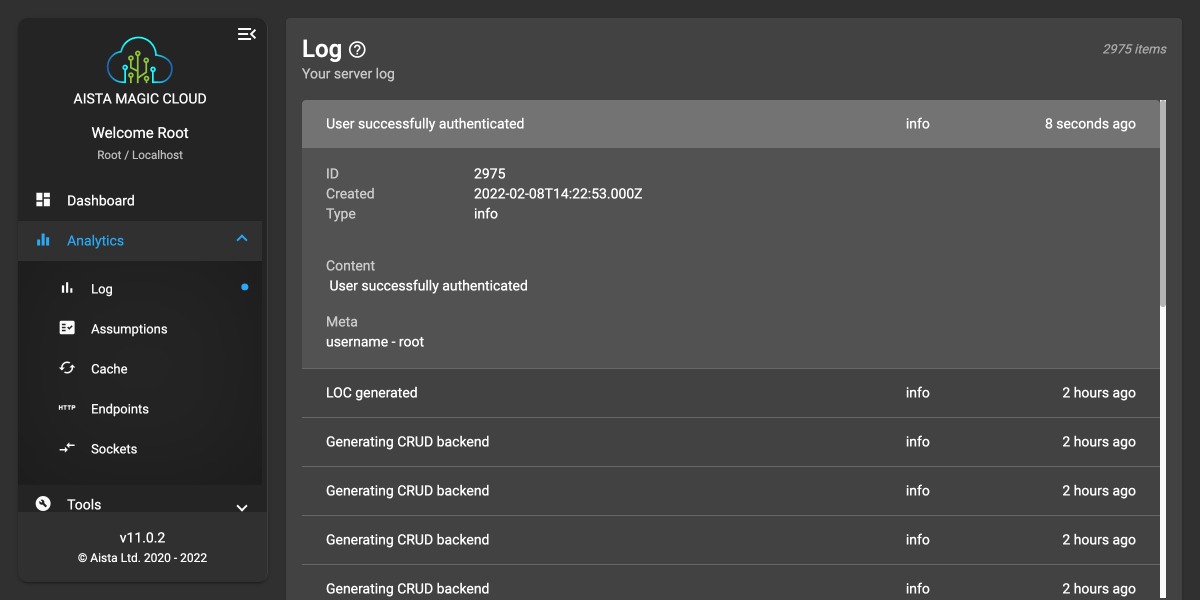 AISTA MAGIC CLOUD
Welcome Root
Root / Localhost
Dashboard
Analytics
Log
Assumptions
Cache
HTTP Endpoints
Sockets
Tools
v11.0.2
© Aista Ltd. 2020 - 2022
Log ?
2975 items
Your server log
User successfully authenticated info 8 seconds ago
ID 2975
Created 2022-02-08T14:22:53.000Z
Type info
Content
User successfully authenticated
Meta
username - root
LOC generated info 2 hours ago
Generating CRUD backend info 2 hours ago
Generating CRUD backend info 2 hours ago
Generating CRUD backend info 2 hours ago
Generating CRUD backend info 2 hours ago